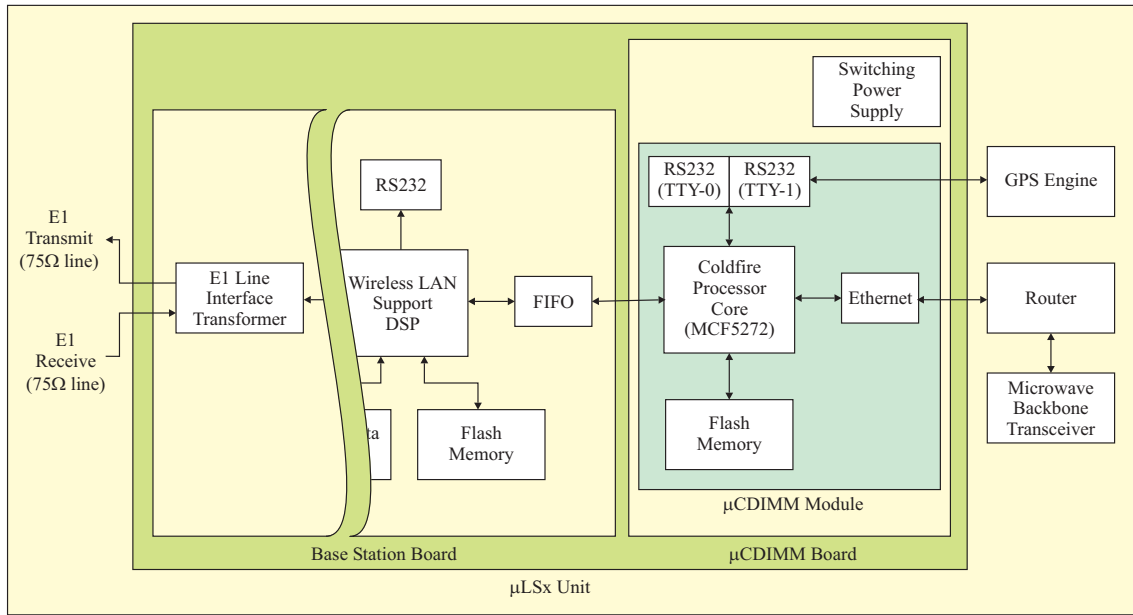 Switching
Power
Supply
RS232
(TTY-0)
RS232
(TTY-1)
GPS Engine
RS232
E1
Transmit
(75Ω line)
E1 Line
Interface
Transformer
Wireless LAN
Support
DSP
FIFO
Coldfire
Processor
Core
(MCF5272)
Ethernet
Router
E1
Receive
(75Ω line)
Flash
Memory
Flash
Memory
Microwave
Backbone
Transceiver
µCDIMM Module
Base Station Board
µCDIMM Board
µLSx Unit